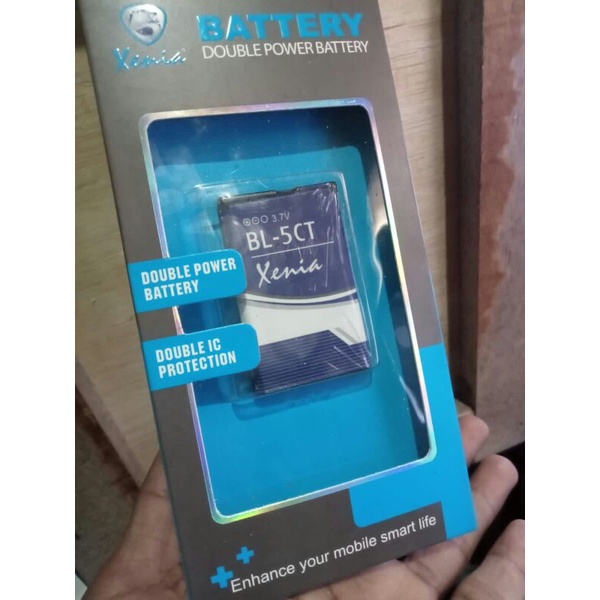 Xenia
BATTERY
DOUBLE POWER BATTERY
3.7V
BL-5CT
Xenia
DOUBLE POWER
BATTERY
DOUBLE IC
PROTECTION
Enhance your mobile smart life